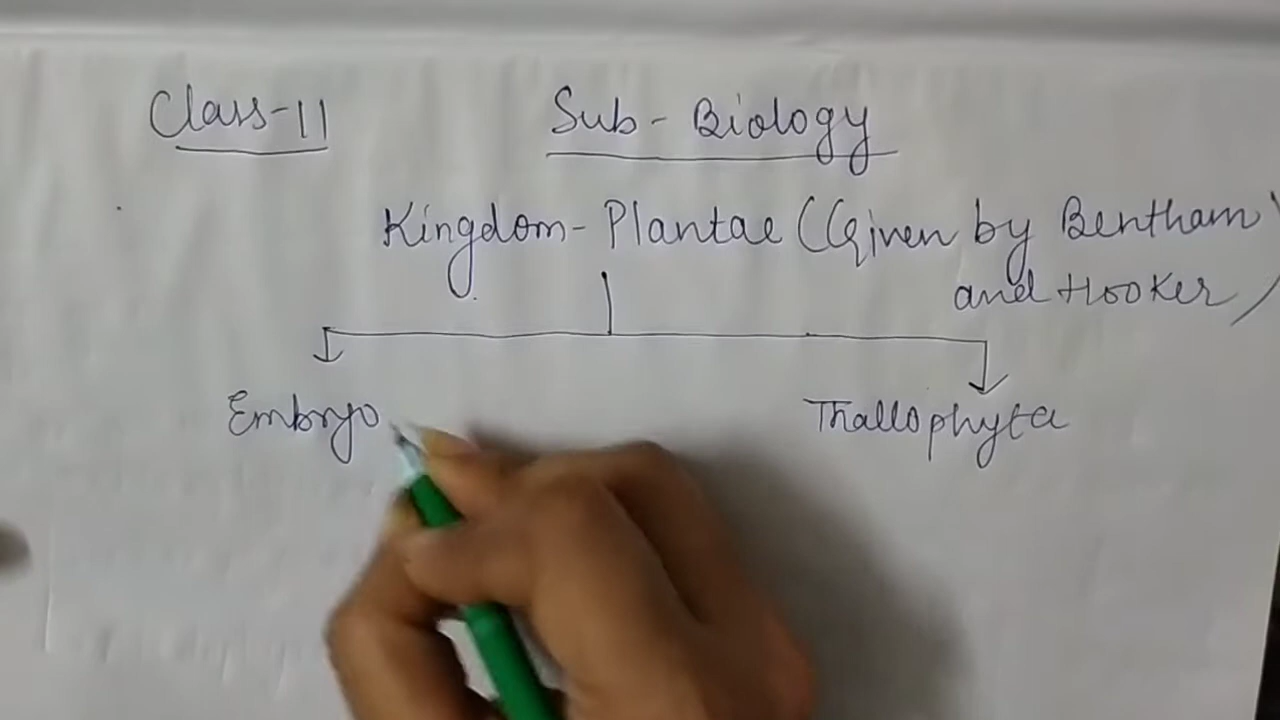 Class-11 Sub-Biology
Kingdom-Plantae (Given by Bentham
and Hooker)
Embryo Thallophyta